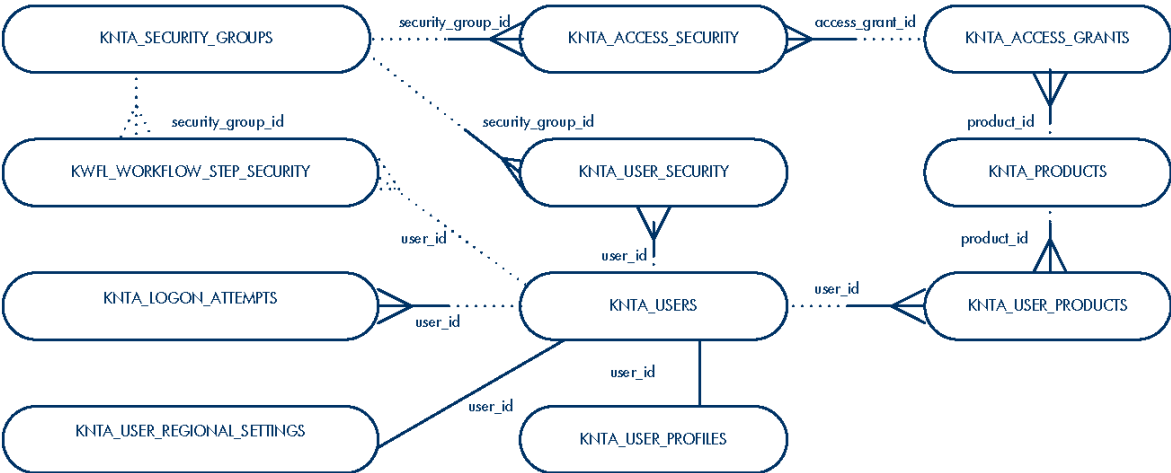 security_group_id
access_grant_id
KNTA_SECURITY_GROUPS
KNTA_ACCESS_SECURITY
KNTA_ACCESS_GRANTS
security_group_id
security_group_id
product_id
KWFL_WORKFLOW_STEP_SECURITY
KNTA_USER_SECURITY
KNTA_PRODUCTS
user_id
user_id
product_id
KNTA_LOGON_ATTEMPTS
user_id
KNTA_USERS
user_id
KNTA_USER_PRODUCTS
user_id
user_id
KNTA_USER_REGIONAL_SETTINGS
KNTA_USER_PROFILES